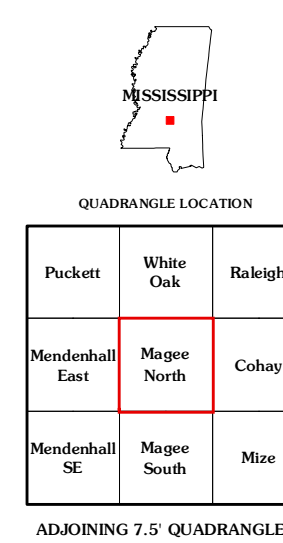 MISSISSIPPI
QUADRANGLE LOCATION
Puckett
White
Oak
Raleigh
Mendenhall
East
Magee
North
Cohay
Mendenhall
SE
Magee
South
Mize
ADJOINING 7.5' QUADRANGLE